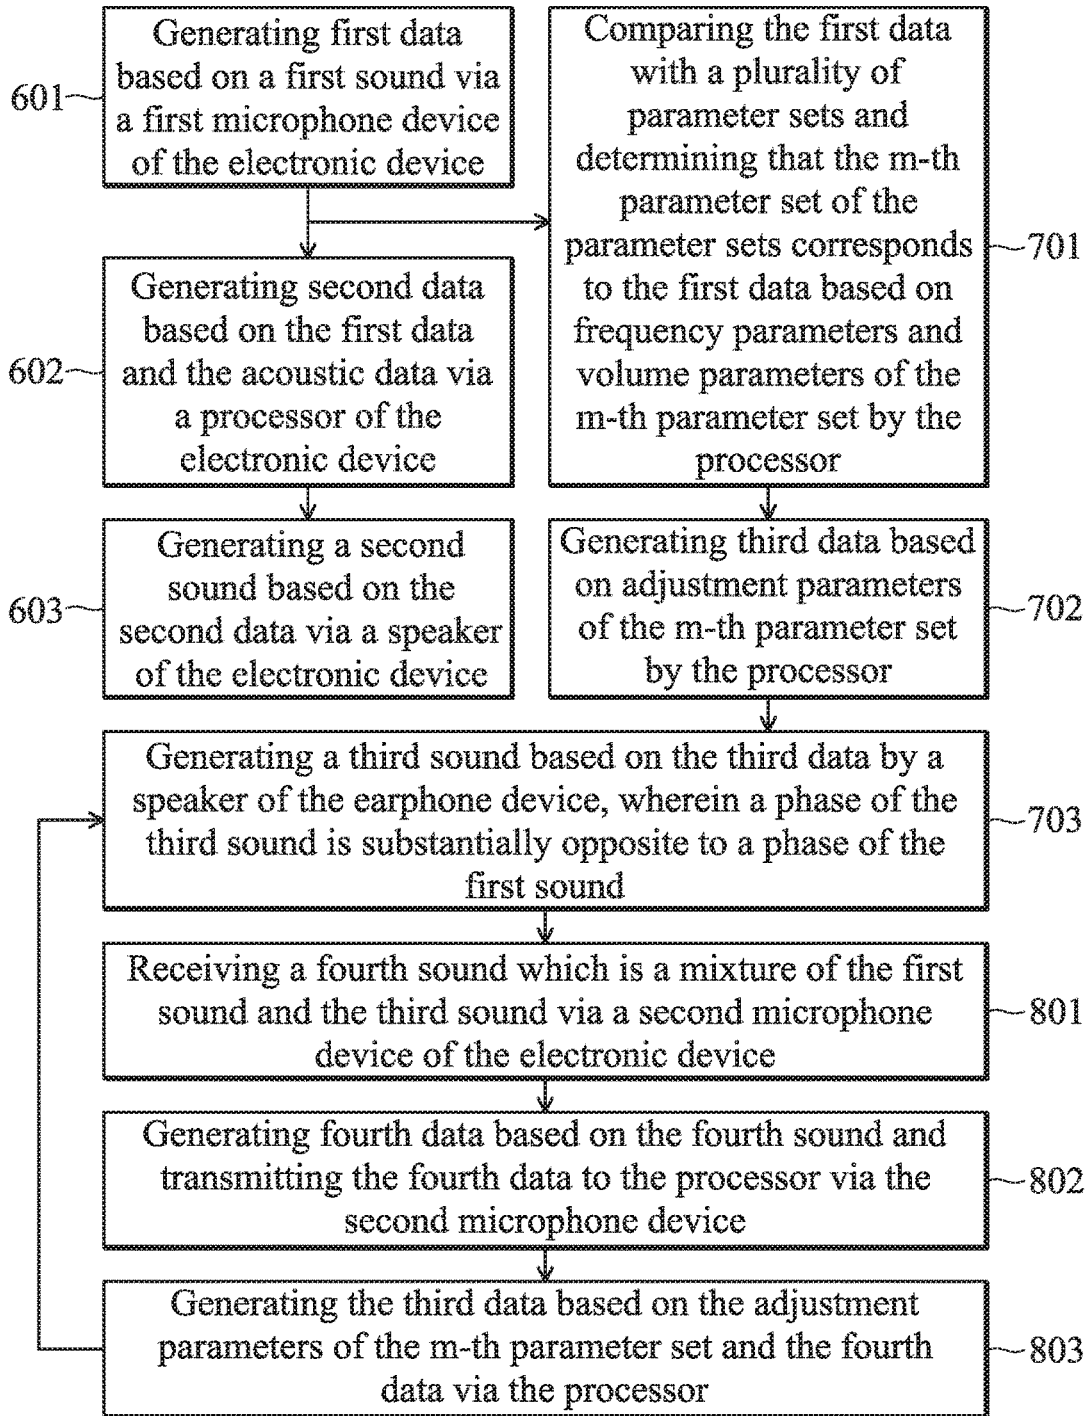 601
Generating first data
based on a first sound via
a first microphone device
of the electronic device
602
Generating second data
based on the first data
and the acoustic data via
a processor of the
electronic device
603
Generating a second
sound based on the
second data via a speaker
of the electronic device
Comparing the first data
with a plurality of
parameter sets and
determining that the m-th
parameter set of the
parameter sets corresponds
to the first data based on
frequency parameters and
volume parameters of the
m-th parameter set by the
processor
701
Generating third data based
on adjustment parameters
of the m-th parameter set
by the processor
702
Generating a third sound based on the third data by a
speaker of the earphone device, wherein a phase of the
third sound is substantially opposite to a phase of the
first sound
703
Receiving a fourth sound which is a mixture of the first
sound and the third sound via a second microphone
device of the electronic device
801
Generating fourth data based on the fourth sound and
transmitting the fourth data to the processor via the
second microphone device
802
Generating the third data based on the adjustment
parameters of the m-th parameter set and the fourth
data via the processor
803